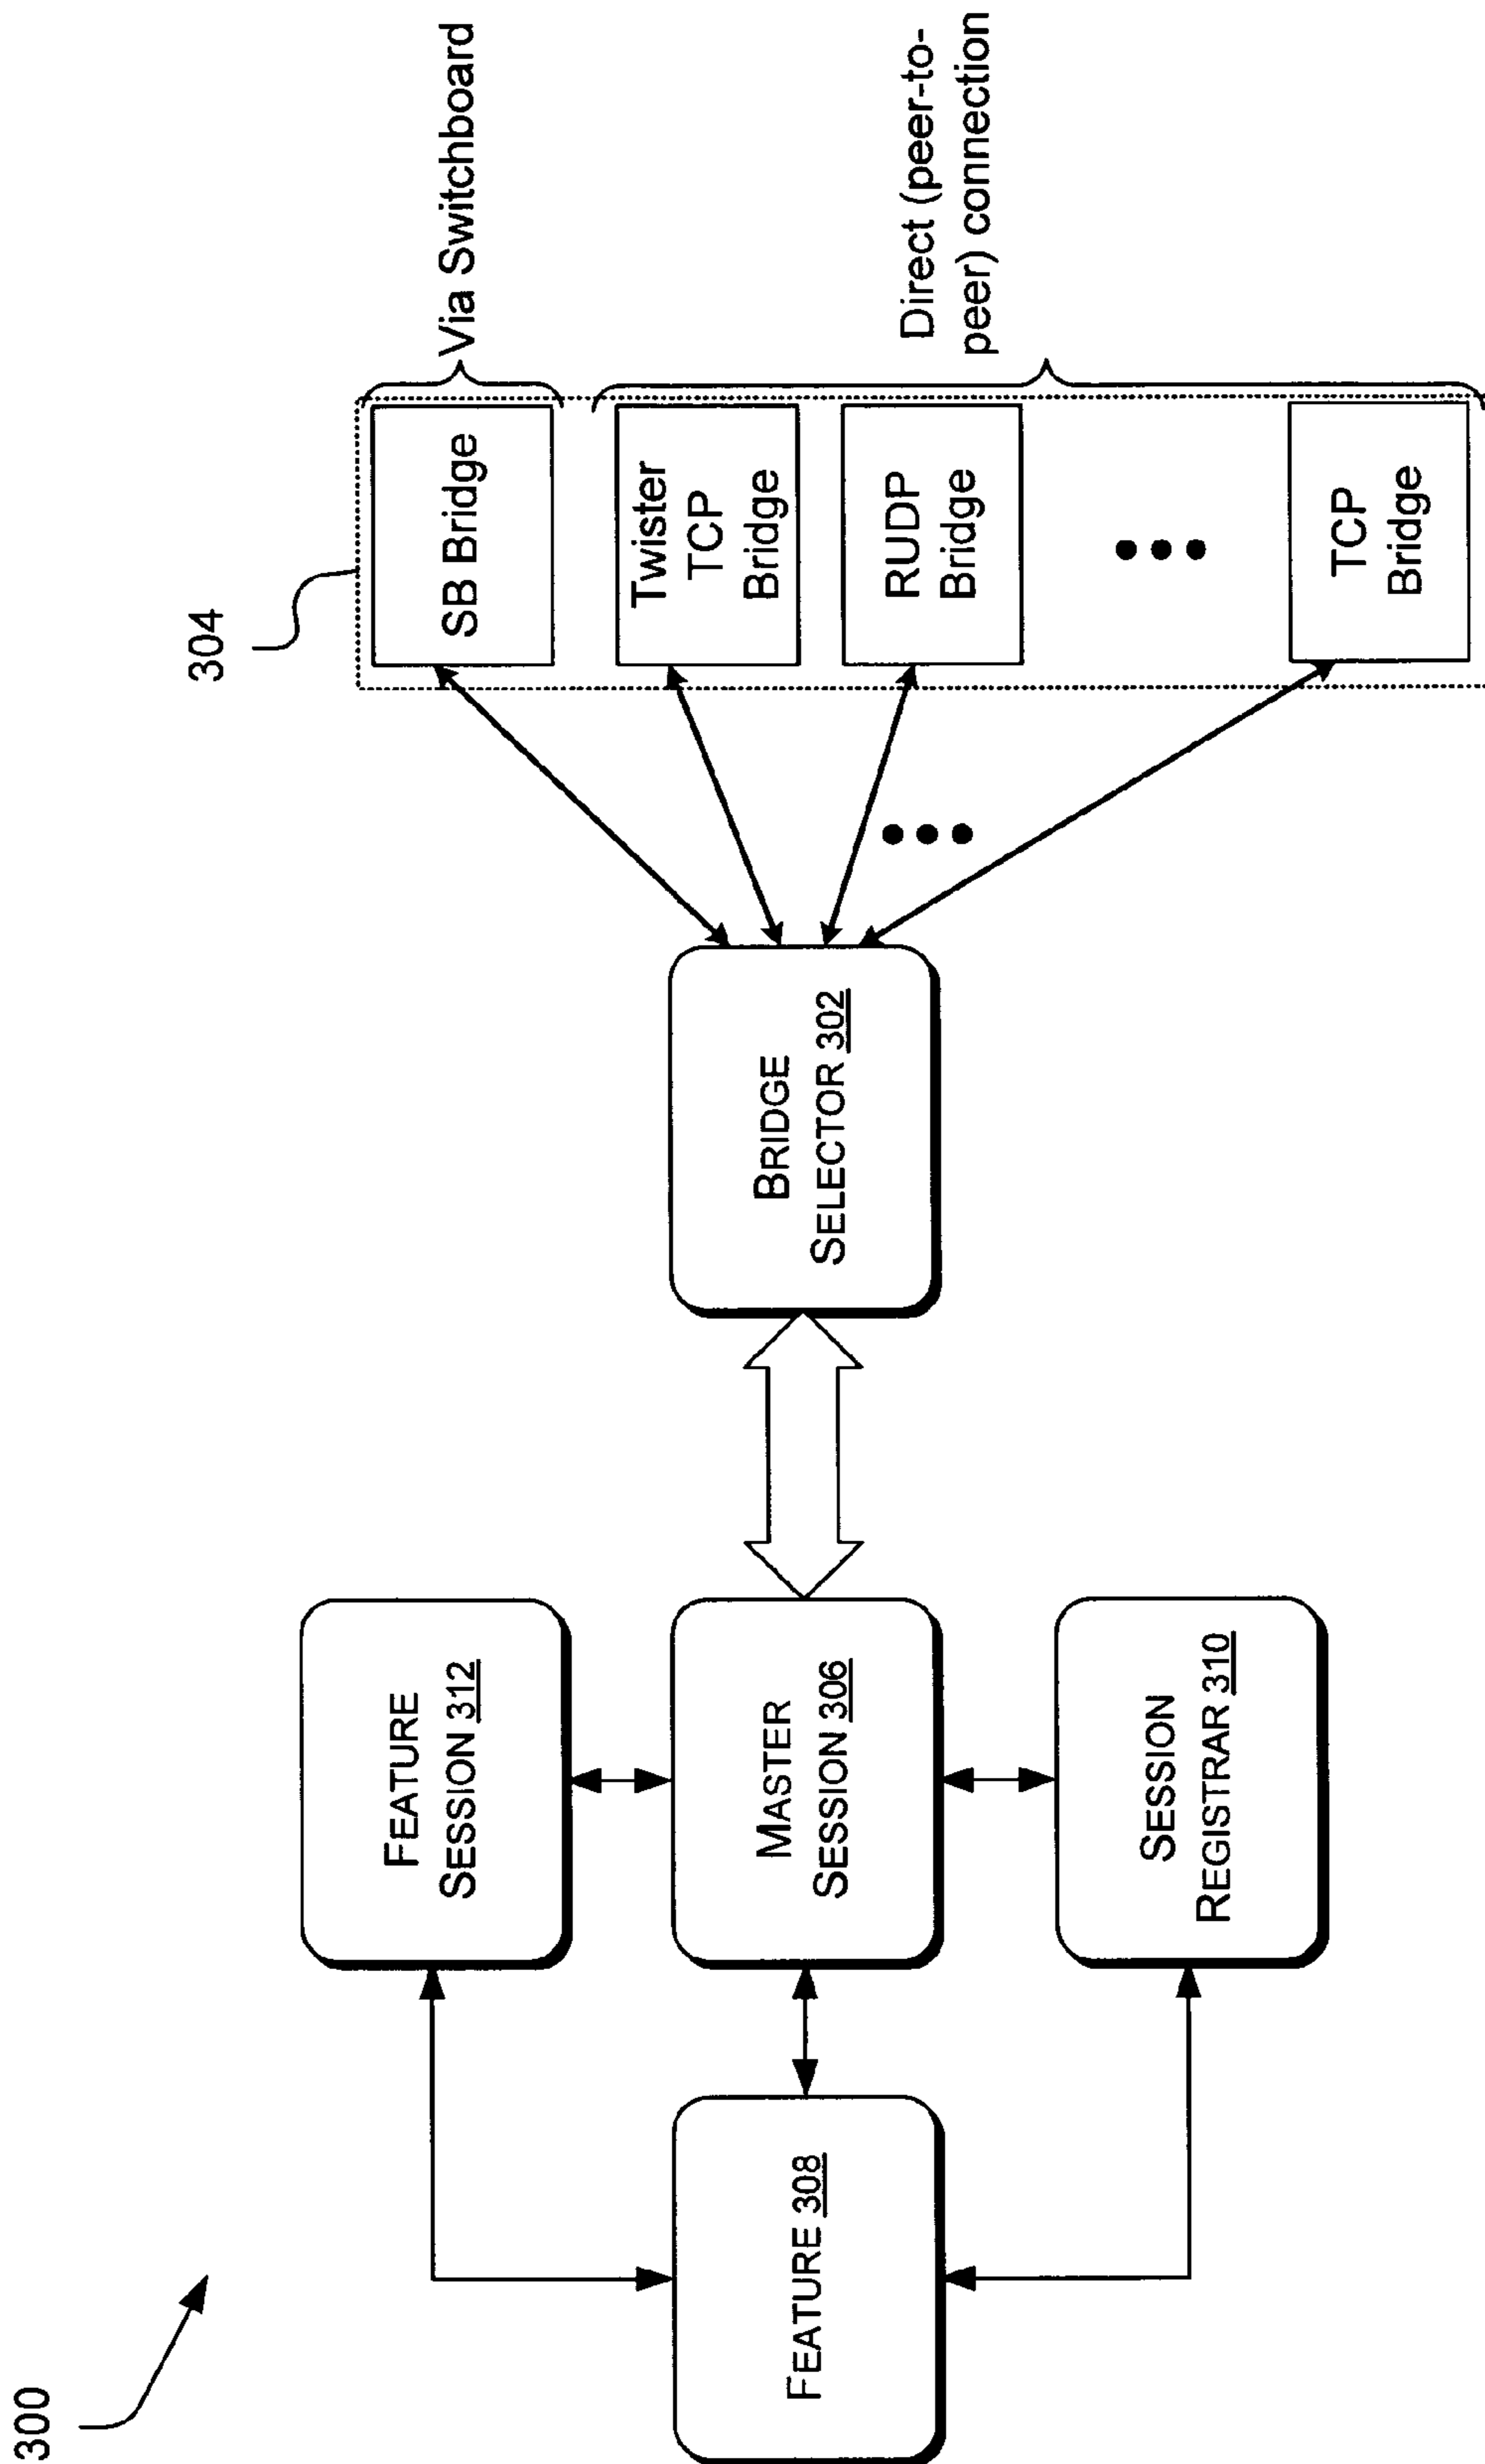 300
304
FEATURE
SESSION 312
FEATURE 308
MASTER
SESSION 306
SESSION
REGISTRAR 310
BRIDGE
SELECTOR 302
SB Bridge
Twister
TCP
Bridge
RUDP
Bridge
TCP
Bridge
Via Switchboard
Direct (peer-to-
peer) connection